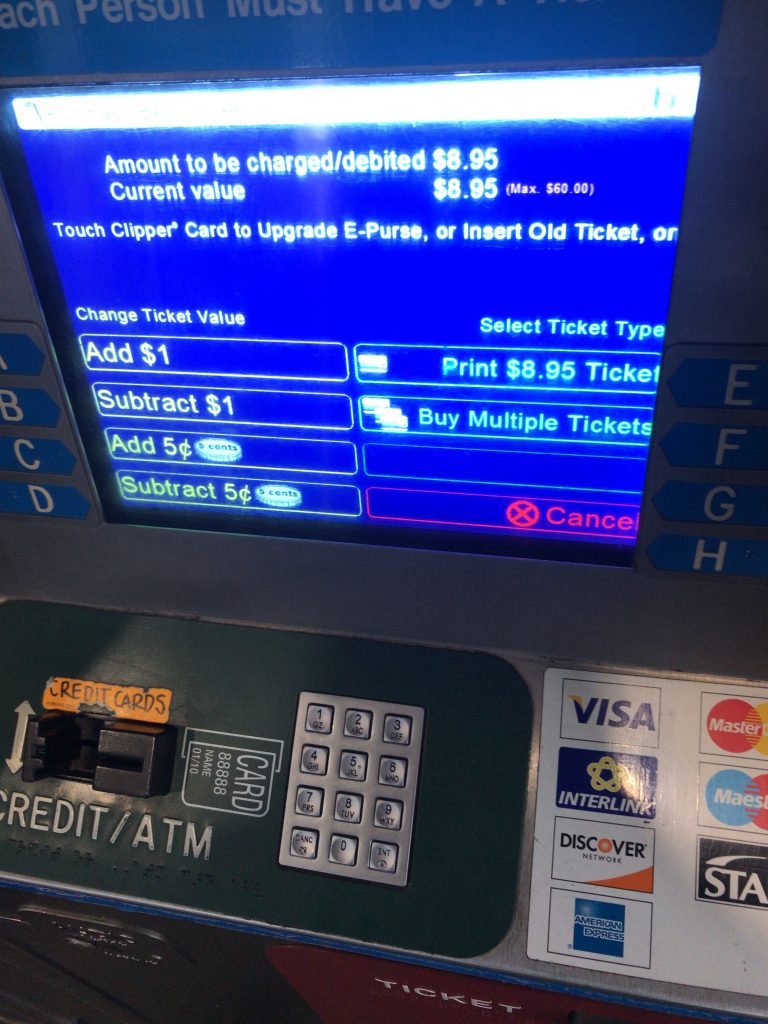 ach Person Must Have A
Amount to be charged/debited $8.95
Current value $8.95 (Max. $60.00)
Touch Clipper® Card to Upgrade E-Purse, or Insert Old Ticket, or
Change Ticket Value
Select Ticket Type
Add $1
Print $8.95 Ticket
Subtract $1
Buy Multiple Tickets
Add 5¢ 5 cents
Subtract 5¢ 5 cents
Cancel
A
B
C
D
E
F
G
H
CREDIT CARDS
CARD
88888
NAME
01/10
CREDIT/ATM
1 QZ 2 ABC 3 DEF
4 GHI 5 JKL 6 MNO
7 PRS 8 TUV 9 WXY
CANC 0 ENT
VISA
Master
INTERLINK
Maest
DISCOVER
NETWORK
STA
AMERICAN
EXPRESS
TICKET